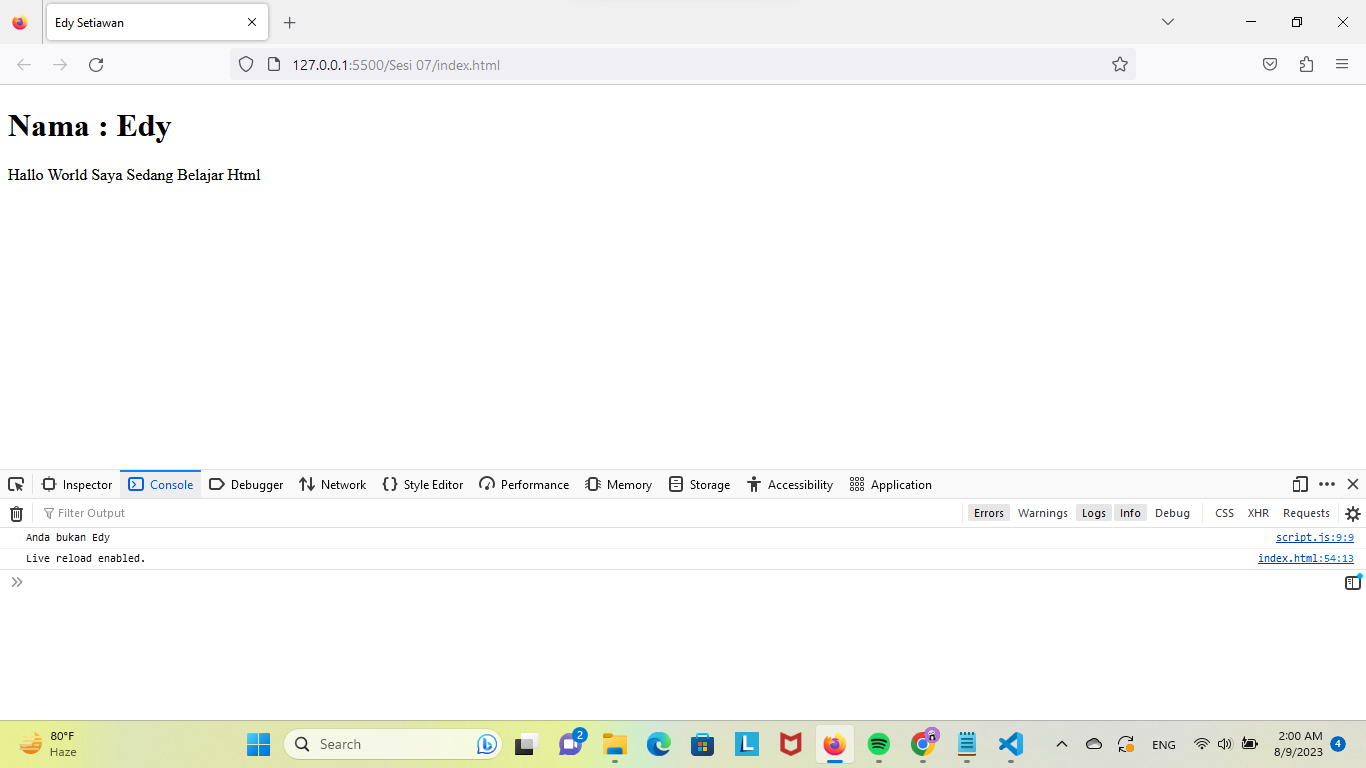 Edy Setiawan
127.0.0.1:5500/Sesi 07/index.html
Nama : Edy
Hallo World Saya Sedang Belajar Html
Inspector Console Debugger Network Style Editor Performance Memory Storage Accessibility Application
Filter Output Errors Warnings Logs Info Debug CSS XHR Requests
Anda bukan Edy script.js:9:9
Live reload enabled. index.html:54:13
80°F
Haze
Search
2
L
ENG
2:00 AM
8/9/2023
4